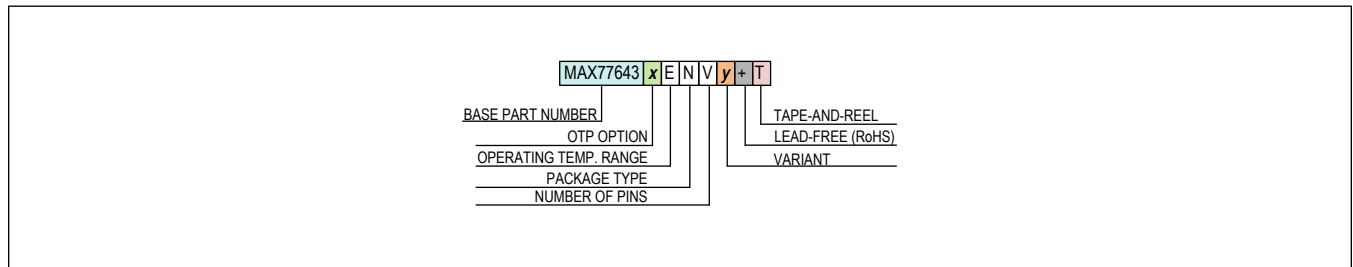 MAX77643 x E N V y + T
BASE PART NUMBER
OTP OPTION
OPERATING TEMP. RANGE
PACKAGE TYPE
NUMBER OF PINS
TAPE-AND-REEL
LEAD-FREE (RoHS)
VARIANT